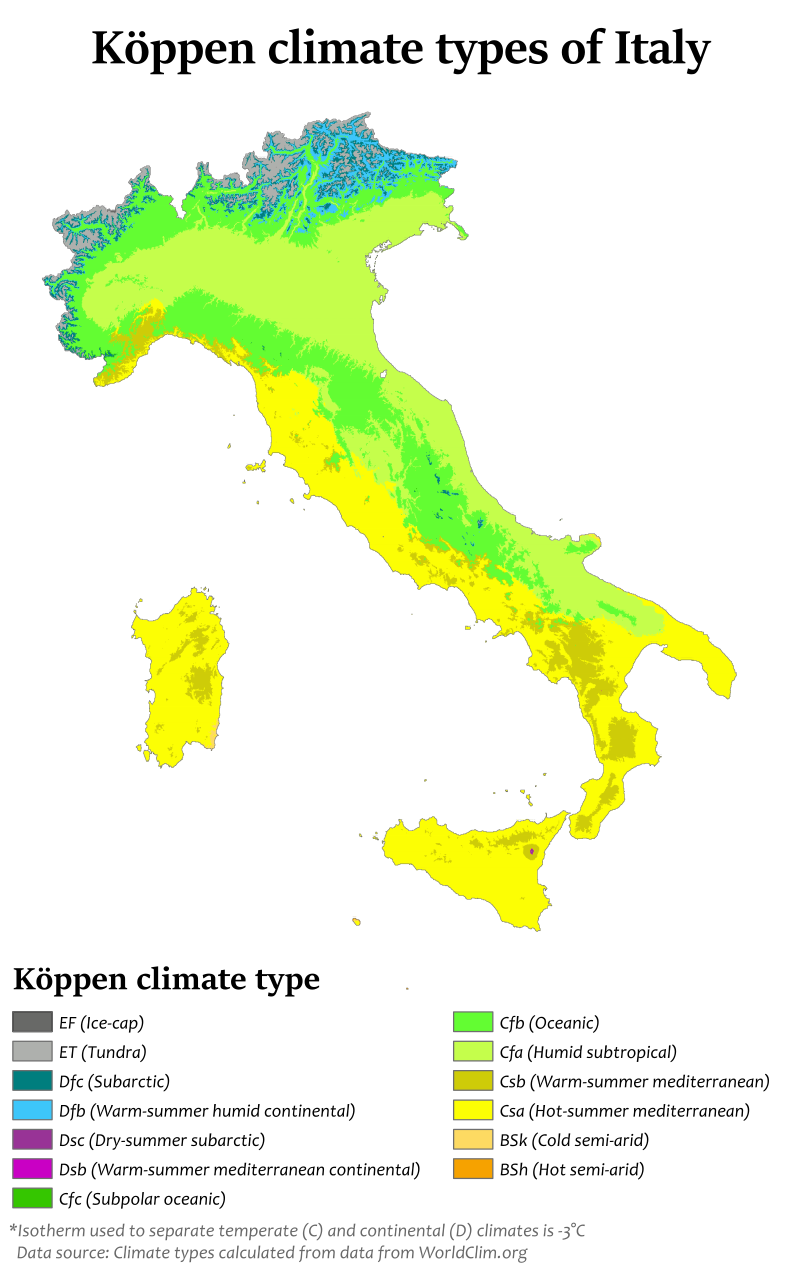 Köppen climate types of Italy
Köppen climate type
EF (Ice-cap)
ET (Tundra)
Dfc (Subarctic)
Dfb (Warm-summer humid continental)
Dsc (Dry-summer subarctic)
Dsb (Warm-summer mediterranean continental)
Cfc (Subpolar oceanic)
Cfb (Oceanic)
Cfa (Humid subtropical)
Csb (Warm-summer mediterranean)
Csa (Hot-summer mediterranean)
BSk (Cold semi-arid)
BSh (Hot semi-arid)
*Isotherm used to separate temperate (C) and continental (D) climates is -3°C
Data source: Climate types calculated from data from WorldClim.org